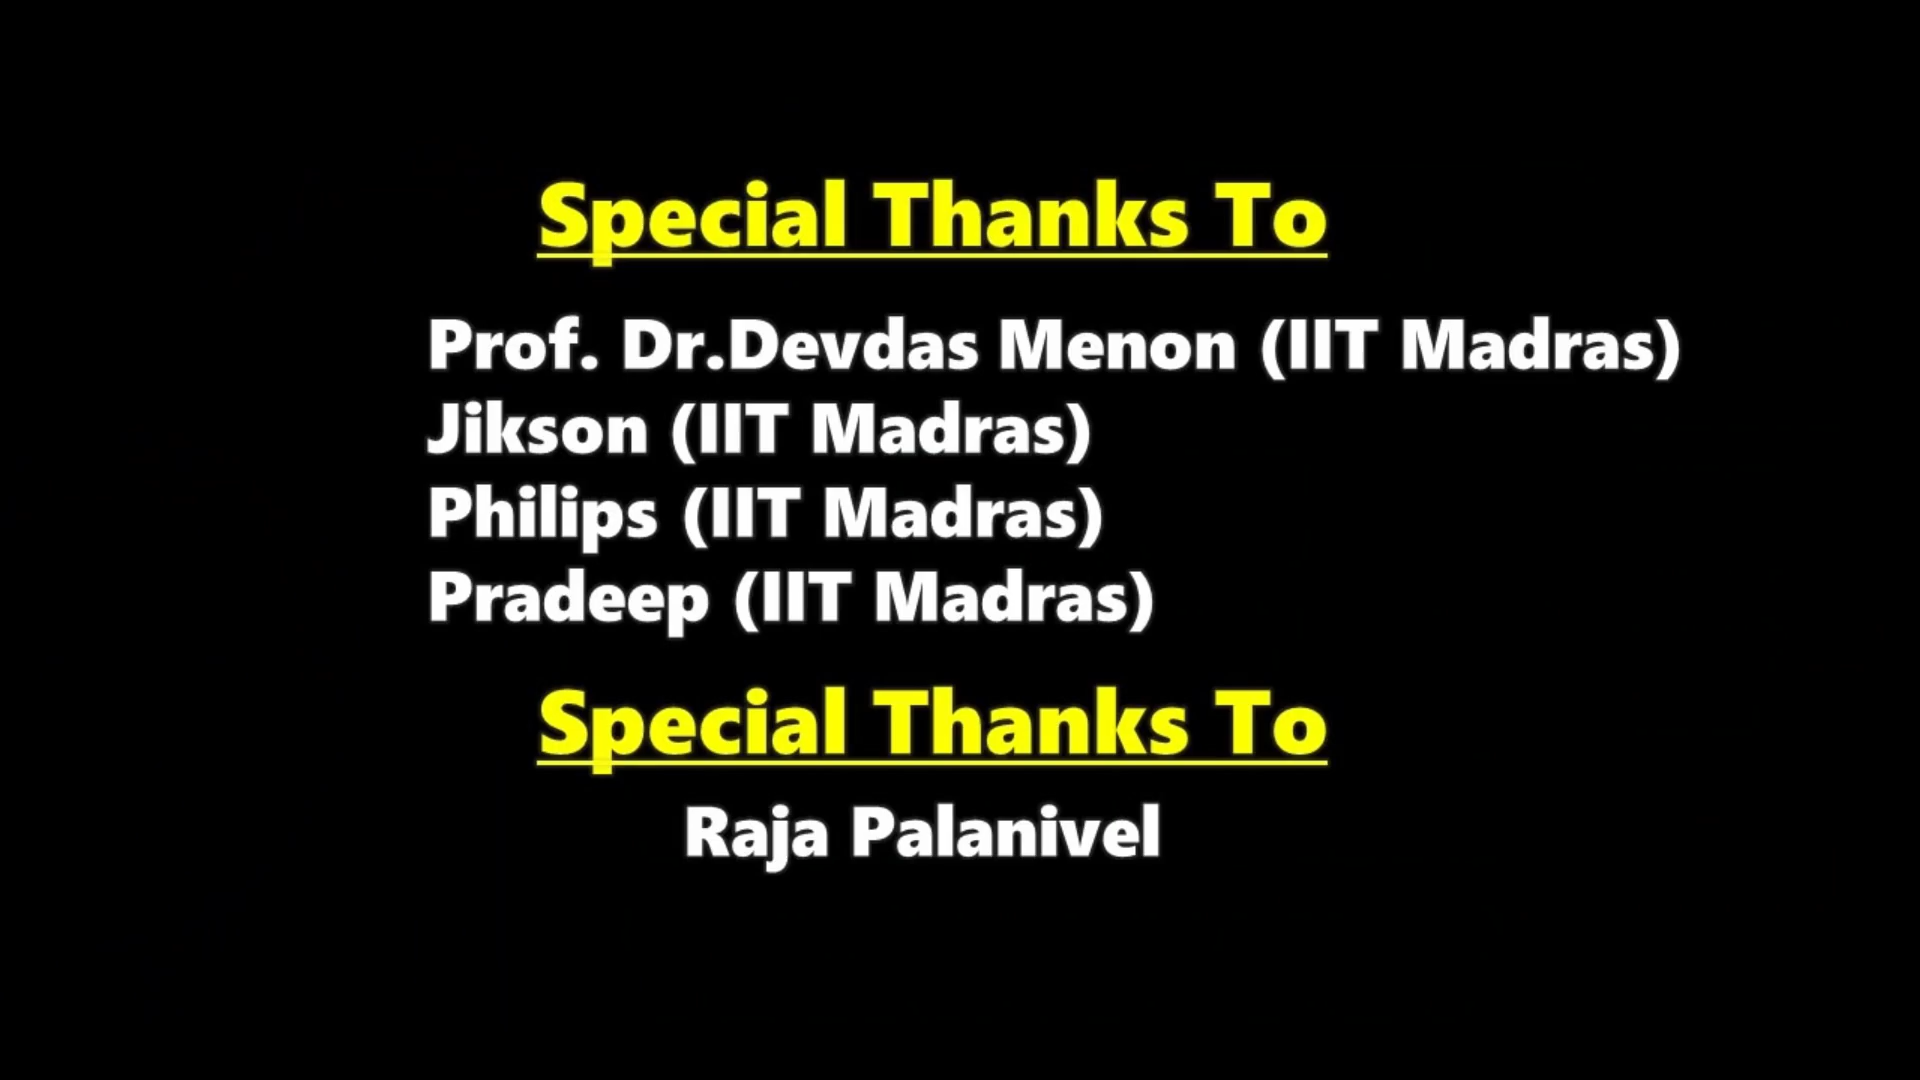 Special Thanks To
Prof. Dr.Devdas Menon (IIT Madras)
Jikson (IIT Madras)
Philips (IIT Madras)
Pradeep (IIT Madras)
Special Thanks To
Raja Palanivel